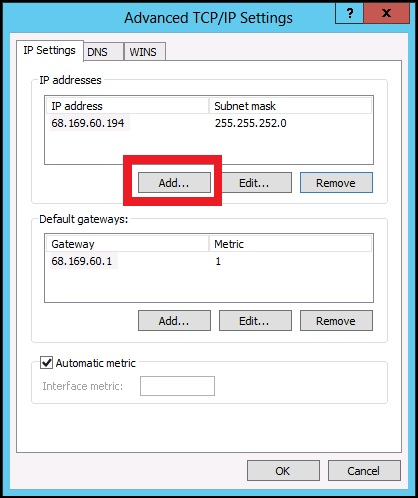 Advanced TCP/IP Settings ? x
IP Settings DNS WINS
IP addresses
IP address Subnet mask
68.169.60.194 255.255.252.0
Add... Edit... Remove
Default gateways:
Gateway Metric
68.169.60.1 1
Add... Edit... Remove
Automatic metric
Interface metric:
OK Cancel